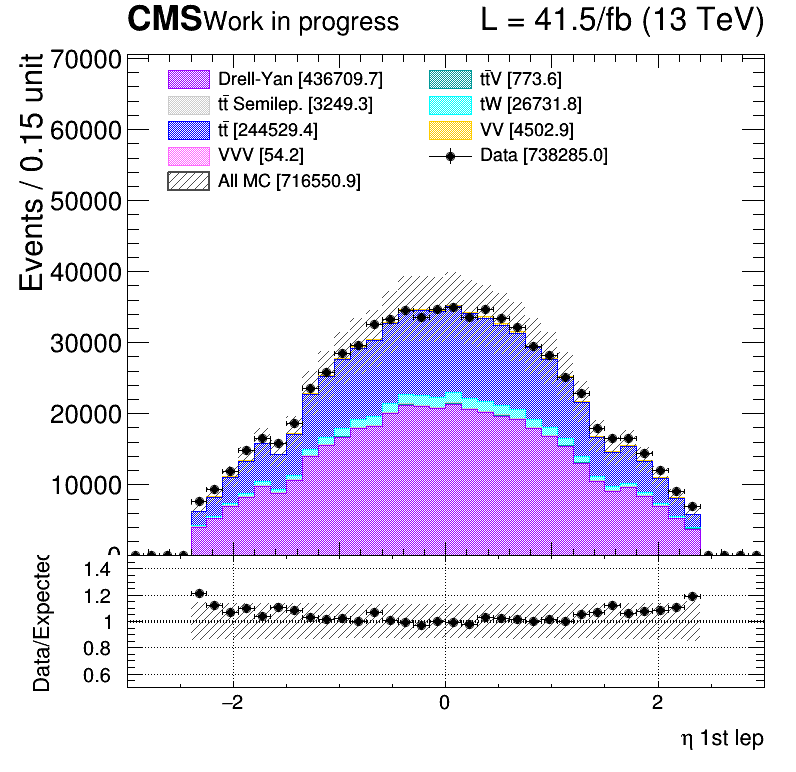 CMS Work in progress L = 41.5/fb (13 TeV)
Events / 0.15 unit
70000
60000
50000
40000
30000
20000
10000
0
Drell-Yan [436709.7]
tt̄ Semilep. [3249.3]
tt̄ [244529.4]
VVV [54.2]
All MC [716550.9]
tt̄V [773.6]
tW [26731.8]
VV [4502.9]
Data [738285.0]
Data/Expected
1.4
1.2
1
0.8
0.6
−2 0 2
η 1st lep